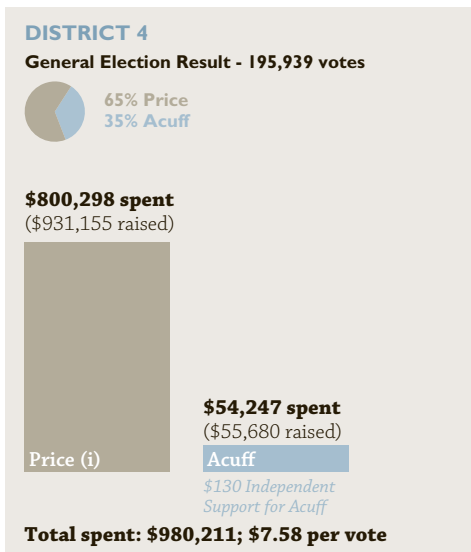 DISTRICT 4
General Election Result - 195,939 votes
65% Price
35% Acuff
$800,298 spent
($931,155 raised)
$54,247 spent
($55,680 raised)
Price (i)
Acuff
$130 Independent
Support for Acuff
Total spent: $980,211; $7.58 per vote